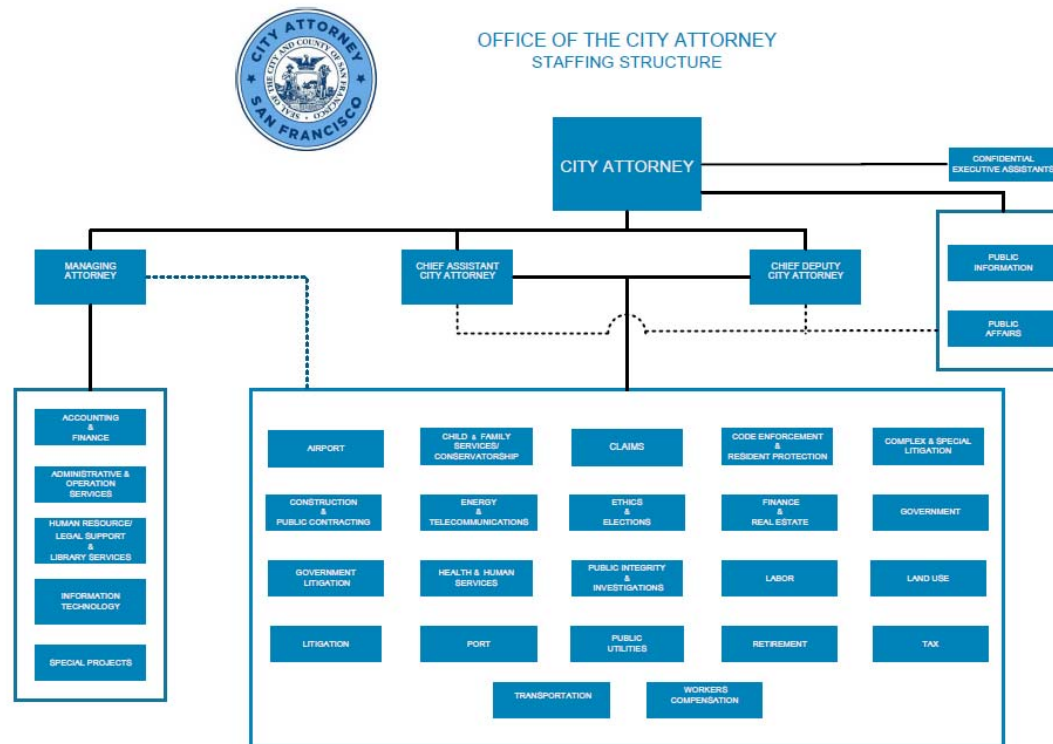 CITY ATTORNEY
SEAL OF THE CITY AND COUNTY OF SAN FRANCISCO
SAN FRANCISCO
OFFICE OF THE CITY ATTORNEY
STAFFING STRUCTURE
CITY ATTORNEY
CONFIDENTIAL
EXECUTIVE ASSISTANTS
MANAGING
ATTORNEY
CHIEF ASSISTANT
CITY ATTORNEY
CHIEF DEPUTY
CITY ATTORNEY
PUBLIC
INFORMATION
PUBLIC
AFFAIRS
ACCOUNTING
&
FINANCE
ADMINISTRATIVE &
OPERATION
SERVICES
HUMAN RESOURCE/
LEGAL SUPPORT
&
LIBRARY SERVICES
INFORMATION
TECHNOLOGY
SPECIAL PROJECTS
AIRPORT
CHILD & FAMILY
SERVICES/
CONSERVATORSHIP
CLAIMS
CODE ENFORCEMENT
&
RESIDENT PROTECTION
COMPLEX & SPECIAL
LITIGATION
CONSTRUCTION
&
PUBLIC CONTRACTING
ENERGY
&
TELECOMMUNICATIONS
ETHICS
&
ELECTIONS
FINANCE
&
REAL ESTATE
GOVERNMENT
GOVERNMENT
LITIGATION
HEALTH & HUMAN
SERVICES
PUBLIC INTEGRITY
&
INVESTIGATIONS
LABOR
LAND USE
LITIGATION
PORT
PUBLIC
UTILITIES
RETIREMENT
TAX
TRANSPORTATION
WORKERS
COMPENSATION